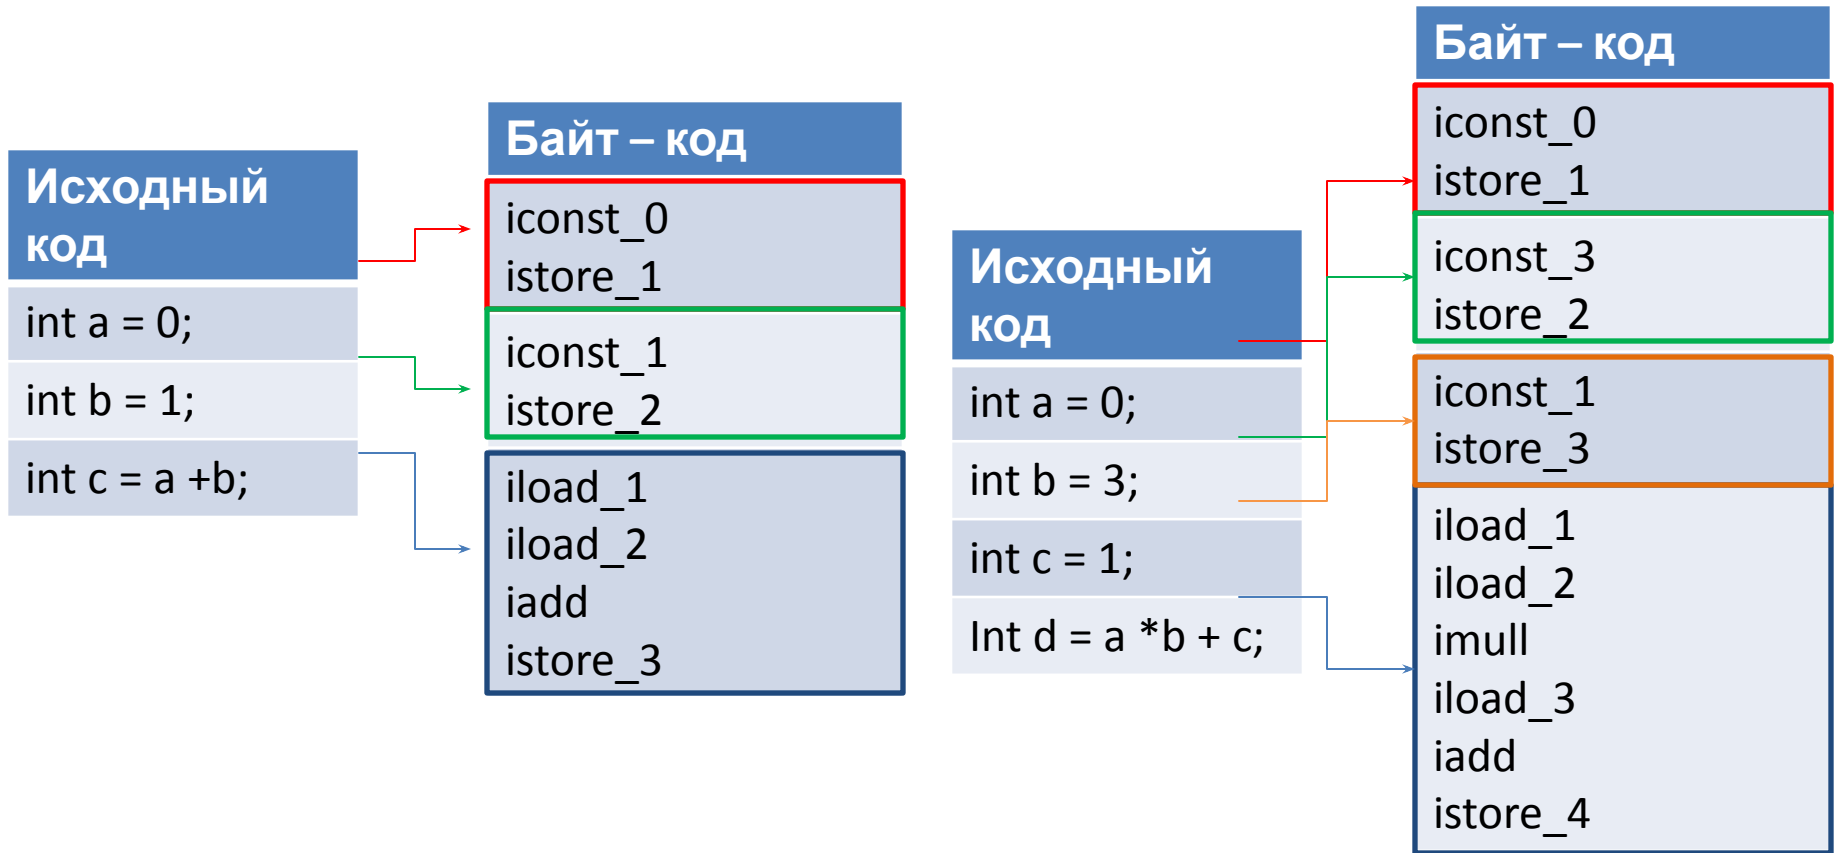 Исходный
код
int a = 0;
int b = 1;
int c = a +b;
Байт – код
iconst_0
istore_1
iconst_1
istore_2
iload_1
iload_2
iadd
istore_3
Исходный
код
int a = 0;
int b = 3;
int c = 1;
Int d = a *b + c;
Байт – код
iconst_0
istore_1
iconst_3
istore_2
iconst_1
istore_3
iload_1
iload_2
imull
iload_3
iadd
istore_4